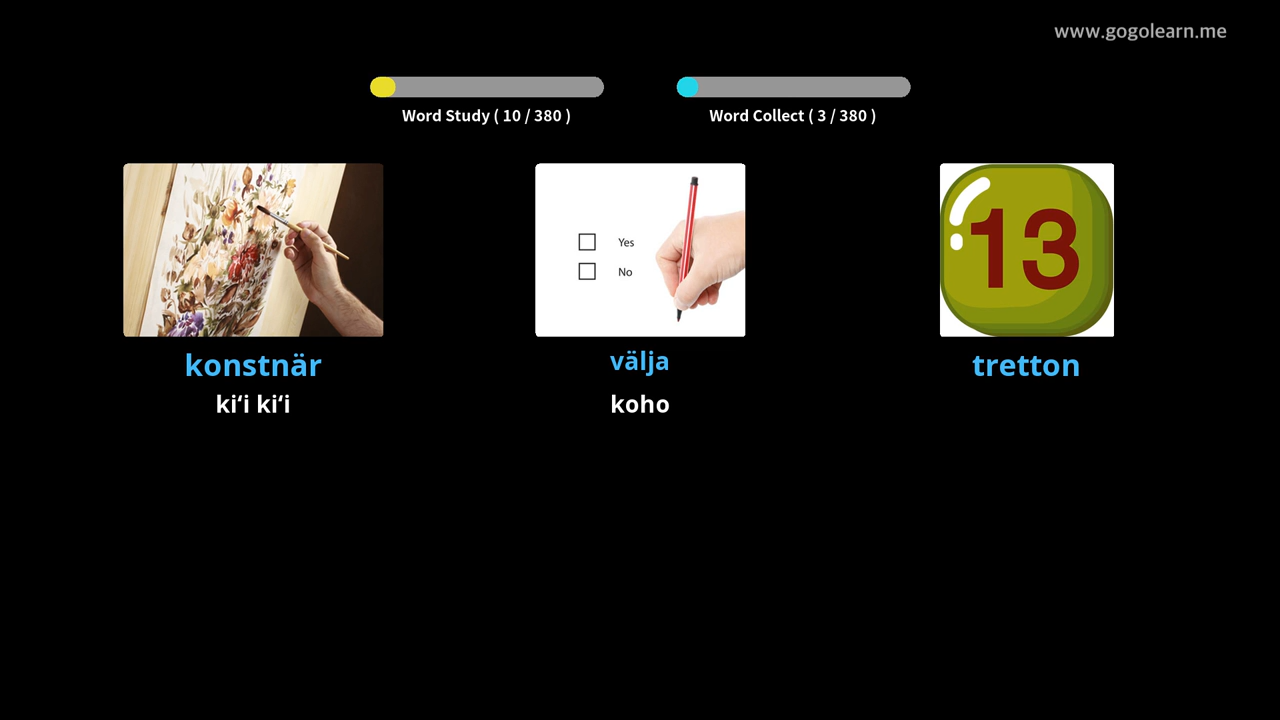 www.gogolearn.me
Word Study ( 10 / 380 )
Word Collect ( 3 / 380 )
Yes
No
13
konstnär
välja
tretton
kiʻi kiʻi
koho